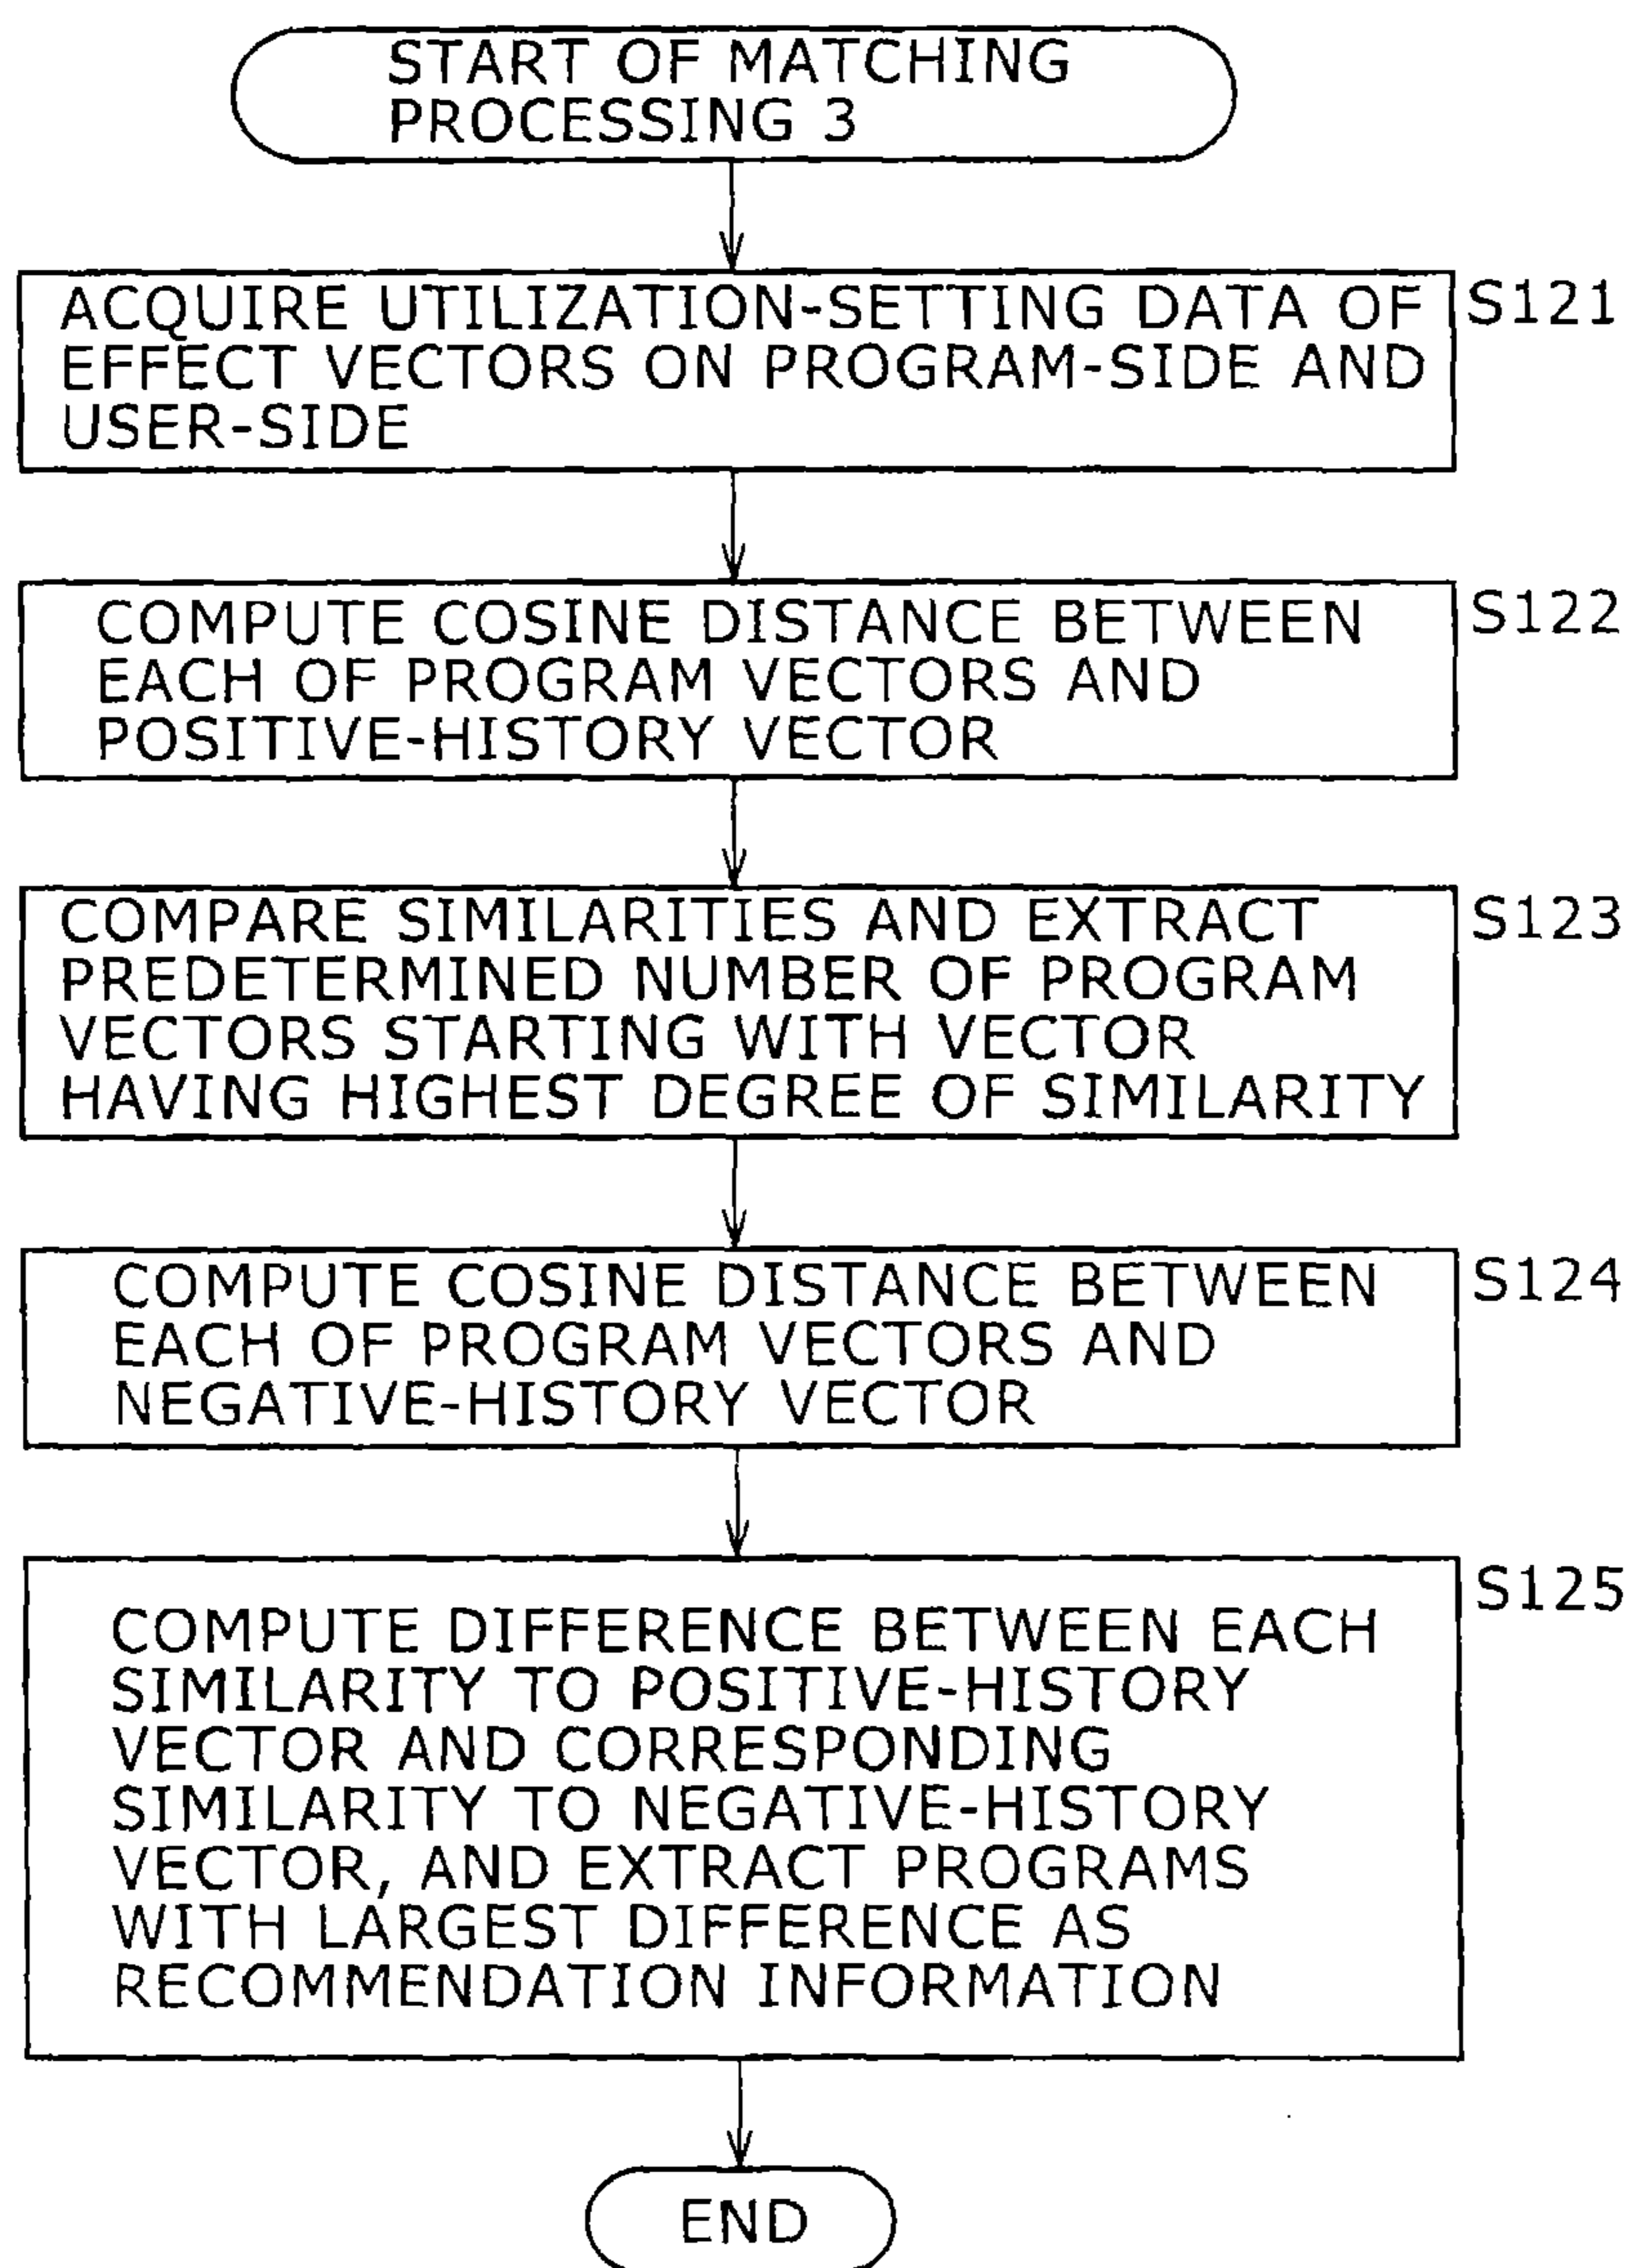 START OF MATCHING
PROCESSING 3
ACQUIRE UTILIZATION-SETTING DATA OF
EFFECT VECTORS ON PROGRAM-SIDE AND
USER-SIDE
S121
COMPUTE COSINE DISTANCE BETWEEN
EACH OF PROGRAM VECTORS AND
POSITIVE-HISTORY VECTOR
S122
COMPARE SIMILARITIES AND EXTRACT
PREDETERMINED NUMBER OF PROGRAM
VECTORS STARTING WITH VECTOR
HAVING HIGHEST DEGREE OF SIMILARITY
S123
COMPUTE COSINE DISTANCE BETWEEN
EACH OF PROGRAM VECTORS AND
NEGATIVE-HISTORY VECTOR
S124
COMPUTE DIFFERENCE BETWEEN EACH
SIMILARITY TO POSITIVE-HISTORY
VECTOR AND CORRESPONDING
SIMILARITY TO NEGATIVE-HISTORY
VECTOR, AND EXTRACT PROGRAMS
WITH LARGEST DIFFERENCE AS
RECOMMENDATION INFORMATION
S125
END